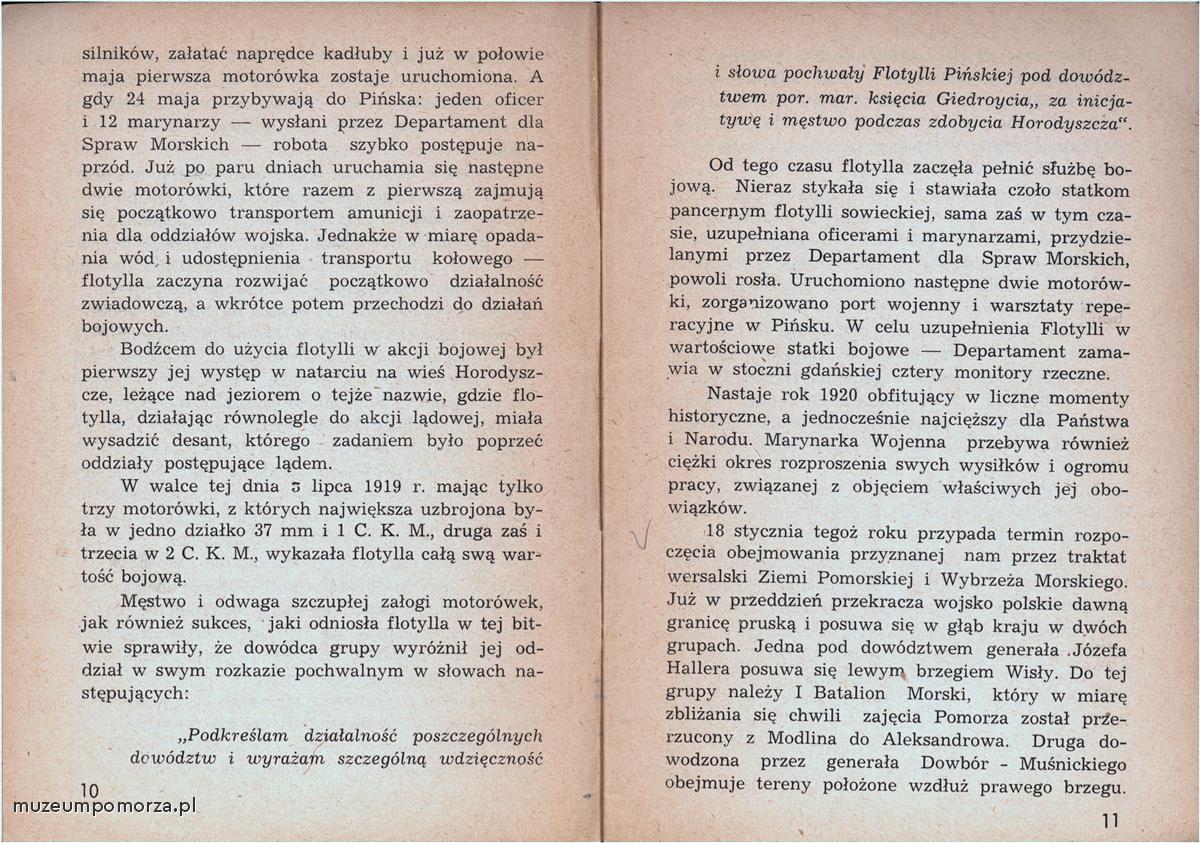 silników, załatać naprędce kadłuby i już w połowie
maja pierwsza motorówka zostaje uruchomiona. A
gdy 24 maja przybywają do Pińska: jeden oficer
i 12 marynarzy — wysłani przez Departament dla
Spraw Morskich — robota szybko postępuje na-
przód. Już po paru dniach uruchamia się następne
dwie motorówki, które razem z pierwszą zajmują
się początkowo transportem amunicji i zaopatrze-
nia dla oddziałów wojska. Jednakże w miarę opada-
nia wód i udostępnienia transportu kołowego —
flotylla zaczyna rozwijać początkowo działalność
zwiadowczą, a wkrótce potem przechodzi do działań
bojowych.
Bodźcem do użycia flotylli w akcji bojowej był
pierwszy jej występ w natarciu na wieś Horodysz-
cze, leżące nad jeziorem o tejże nazwie, gdzie flo-
tylla, działając równolegle do akcji lądowej, miała
wysadzić desant, którego zadaniem było poprzeć
oddziały postępujące lądem.
W walce tej dnia 3 lipca 1919 r. mając tylko
trzy motorówki, z których największa uzbrojona by-
ła w jedno działko 37 mm i 1 C. K. M., druga zaś i
trzecia w 2 C. K. M., wykazała flotylla całą swą war-
tość bojową.
Męstwo i odwaga szczupłej załogi motorówek,
jak również sukces, jaki odniosła flotylla w tej bit-
wie sprawiły, że dowódca grupy wyróżnił jej od-
dział w swym rozkazie pochwalnym w słowach na-
stępujących:
„Podkreślam działalność poszczególnych
dowództw i wyrażam szczególną wdzięczność
10
muzeumpomorza.pl
i słowa pochwały Flotylli Pińskiej pod dowódz-
twem por. mar. księcia Giedroycia„ za inicja-
tywę i męstwo podczas zdobycia Horodyszcza“.
Od tego czasu flotylla zaczęła pełnić służbę bo-
jową. Nieraz stykała się i stawiała czoło statkom
pancernym flotylli sowieckiej, sama zaś w tym cza-
sie, uzupełniana oficerami i marynarzami, przydzie-
lanymi przez Departament dla Spraw Morskich,
powoli rosła. Uruchomiono następne dwie motorów-
ki, zorganizowano port wojenny i warsztaty repe-
racyjne w Pińsku. W celu uzupełnienia Flotylli w
wartościowe statki bojowe — Departament zama-
wia w stoczni gdańskiej cztery monitory rzeczne.
Nastaje rok 1920 obfitujący w liczne momenty
historyczne, a jednocześnie najcięższy dla Państwa
i Narodu. Marynarka Wojenna przebywa również
ciężki okres rozproszenia swych wysiłków i ogromu
pracy, związanej z objęciem właściwych jej obo-
wiązków.
18 stycznia tegoż roku przypada termin rozpo-
częcia obejmowania przyznanej nam przez traktat
wersalski Ziemi Pomorskiej i Wybrzeża Morskiego.
Już w przeddzień przekracza wojsko polskie dawną
granicę pruską i posuwa się w głąb kraju w dwóch
grupach. Jedna pod dowództwem generała Józefa
Hallera posuwa się lewym brzegiem Wisły. Do tej
grupy należy I Batalion Morski, który w miarę
zbliżania się chwili zajęcia Pomorza został prze-
rzucony z Modlina do Aleksandrowa. Druga do-
wodzona przez generała Dowbór - Muśnickiego
obejmuje tereny położone wzdłuż prawego brzegu.
11